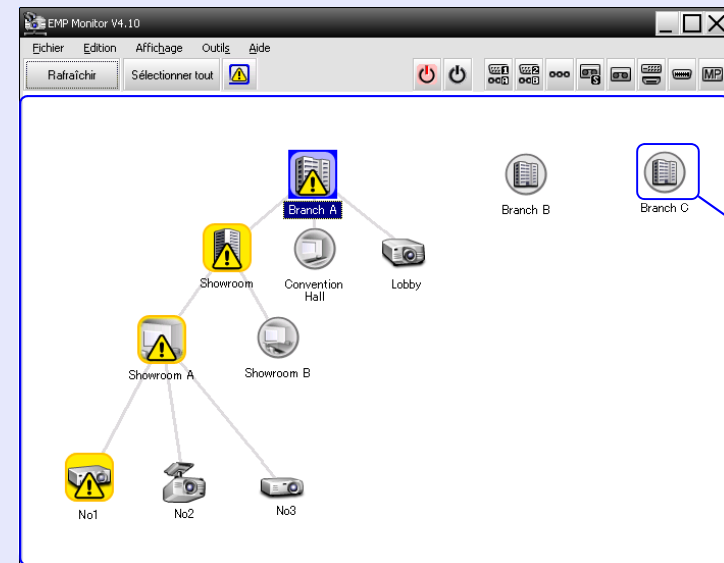 EMP Monitor V4.10
Fichier Edition Affichage Outils Aide
Rafraîchir Sélectionner tout MP
Branch A
Branch B
Branch C
Showroom
Convention
Hall
Lobby
Showroom A
Showroom B
No1
No2
No3